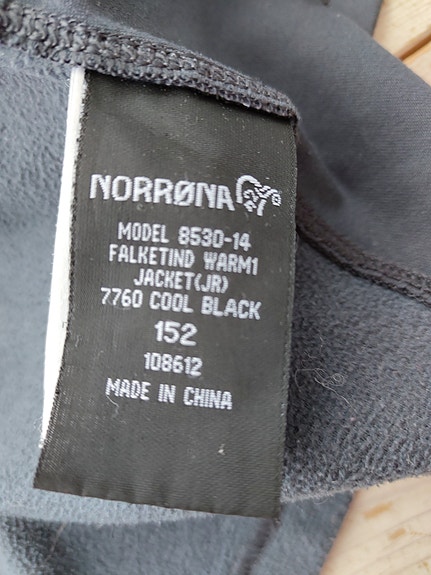 NORRØNA
MODEL 8530-14
FALKETIND WARM1
JACKET(JR)
7760 COOL BLACK
152
108612
MADE IN CHINA